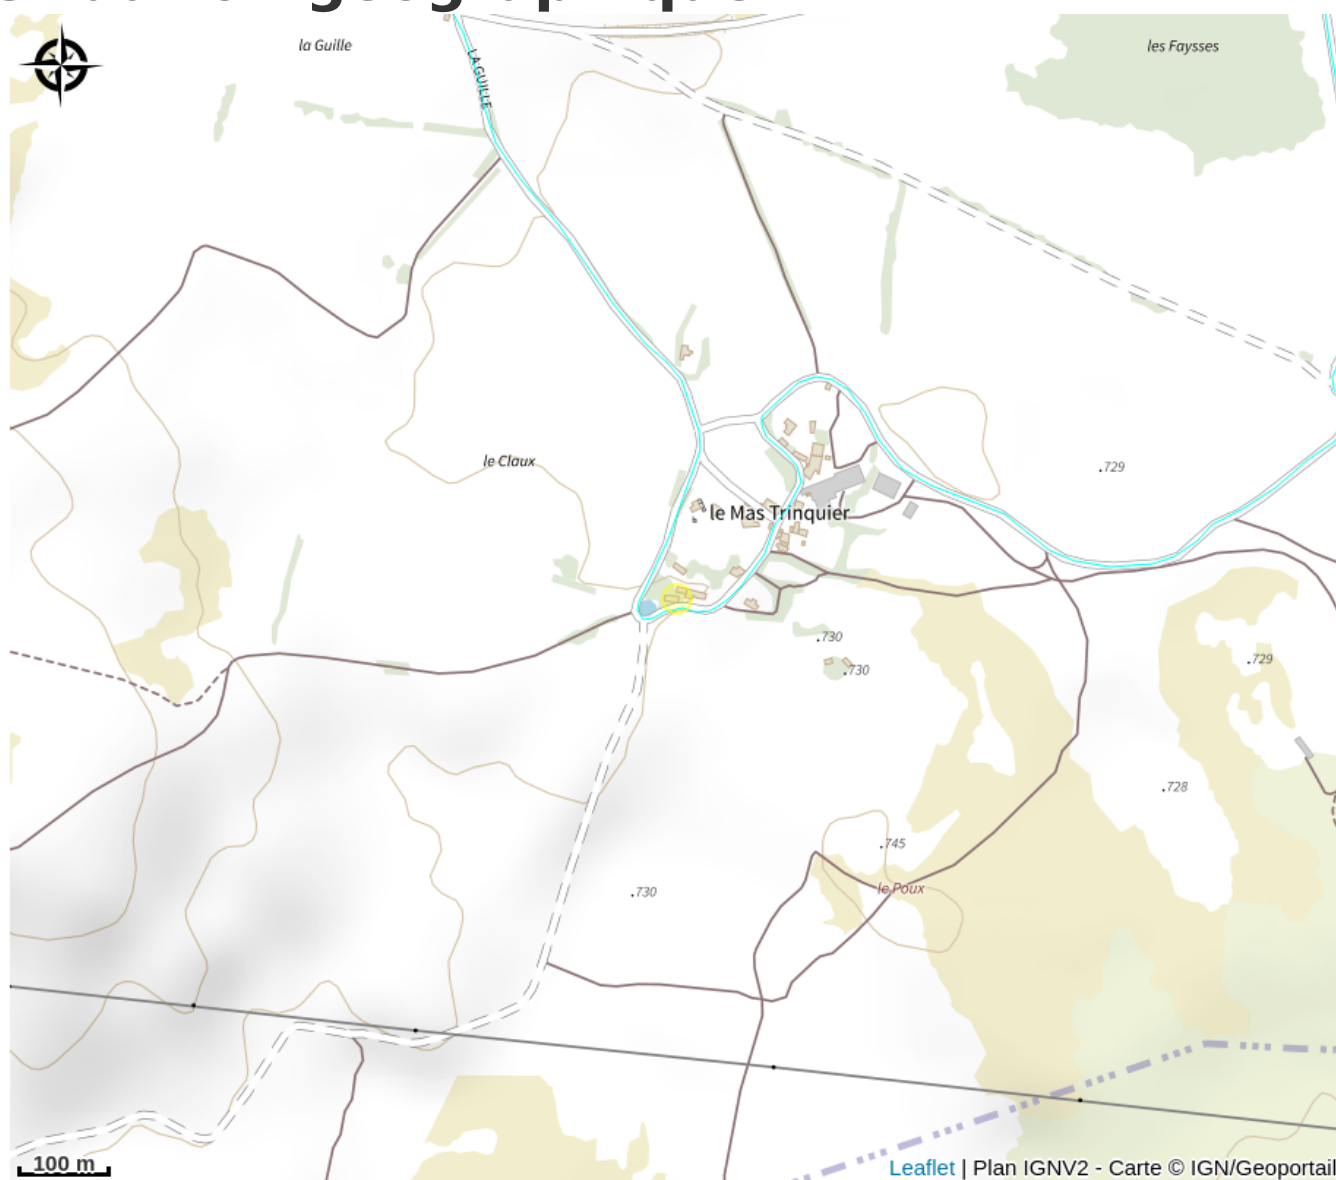 la Guille
les Faysses
LA GUILLE
le Claux
.729
le Mas Trinquier
.730
.730
.729
.728
.745
le Poux
.730
100 m
Leaflet | Plan IGNV2 - Carte © IGN/Geoportail